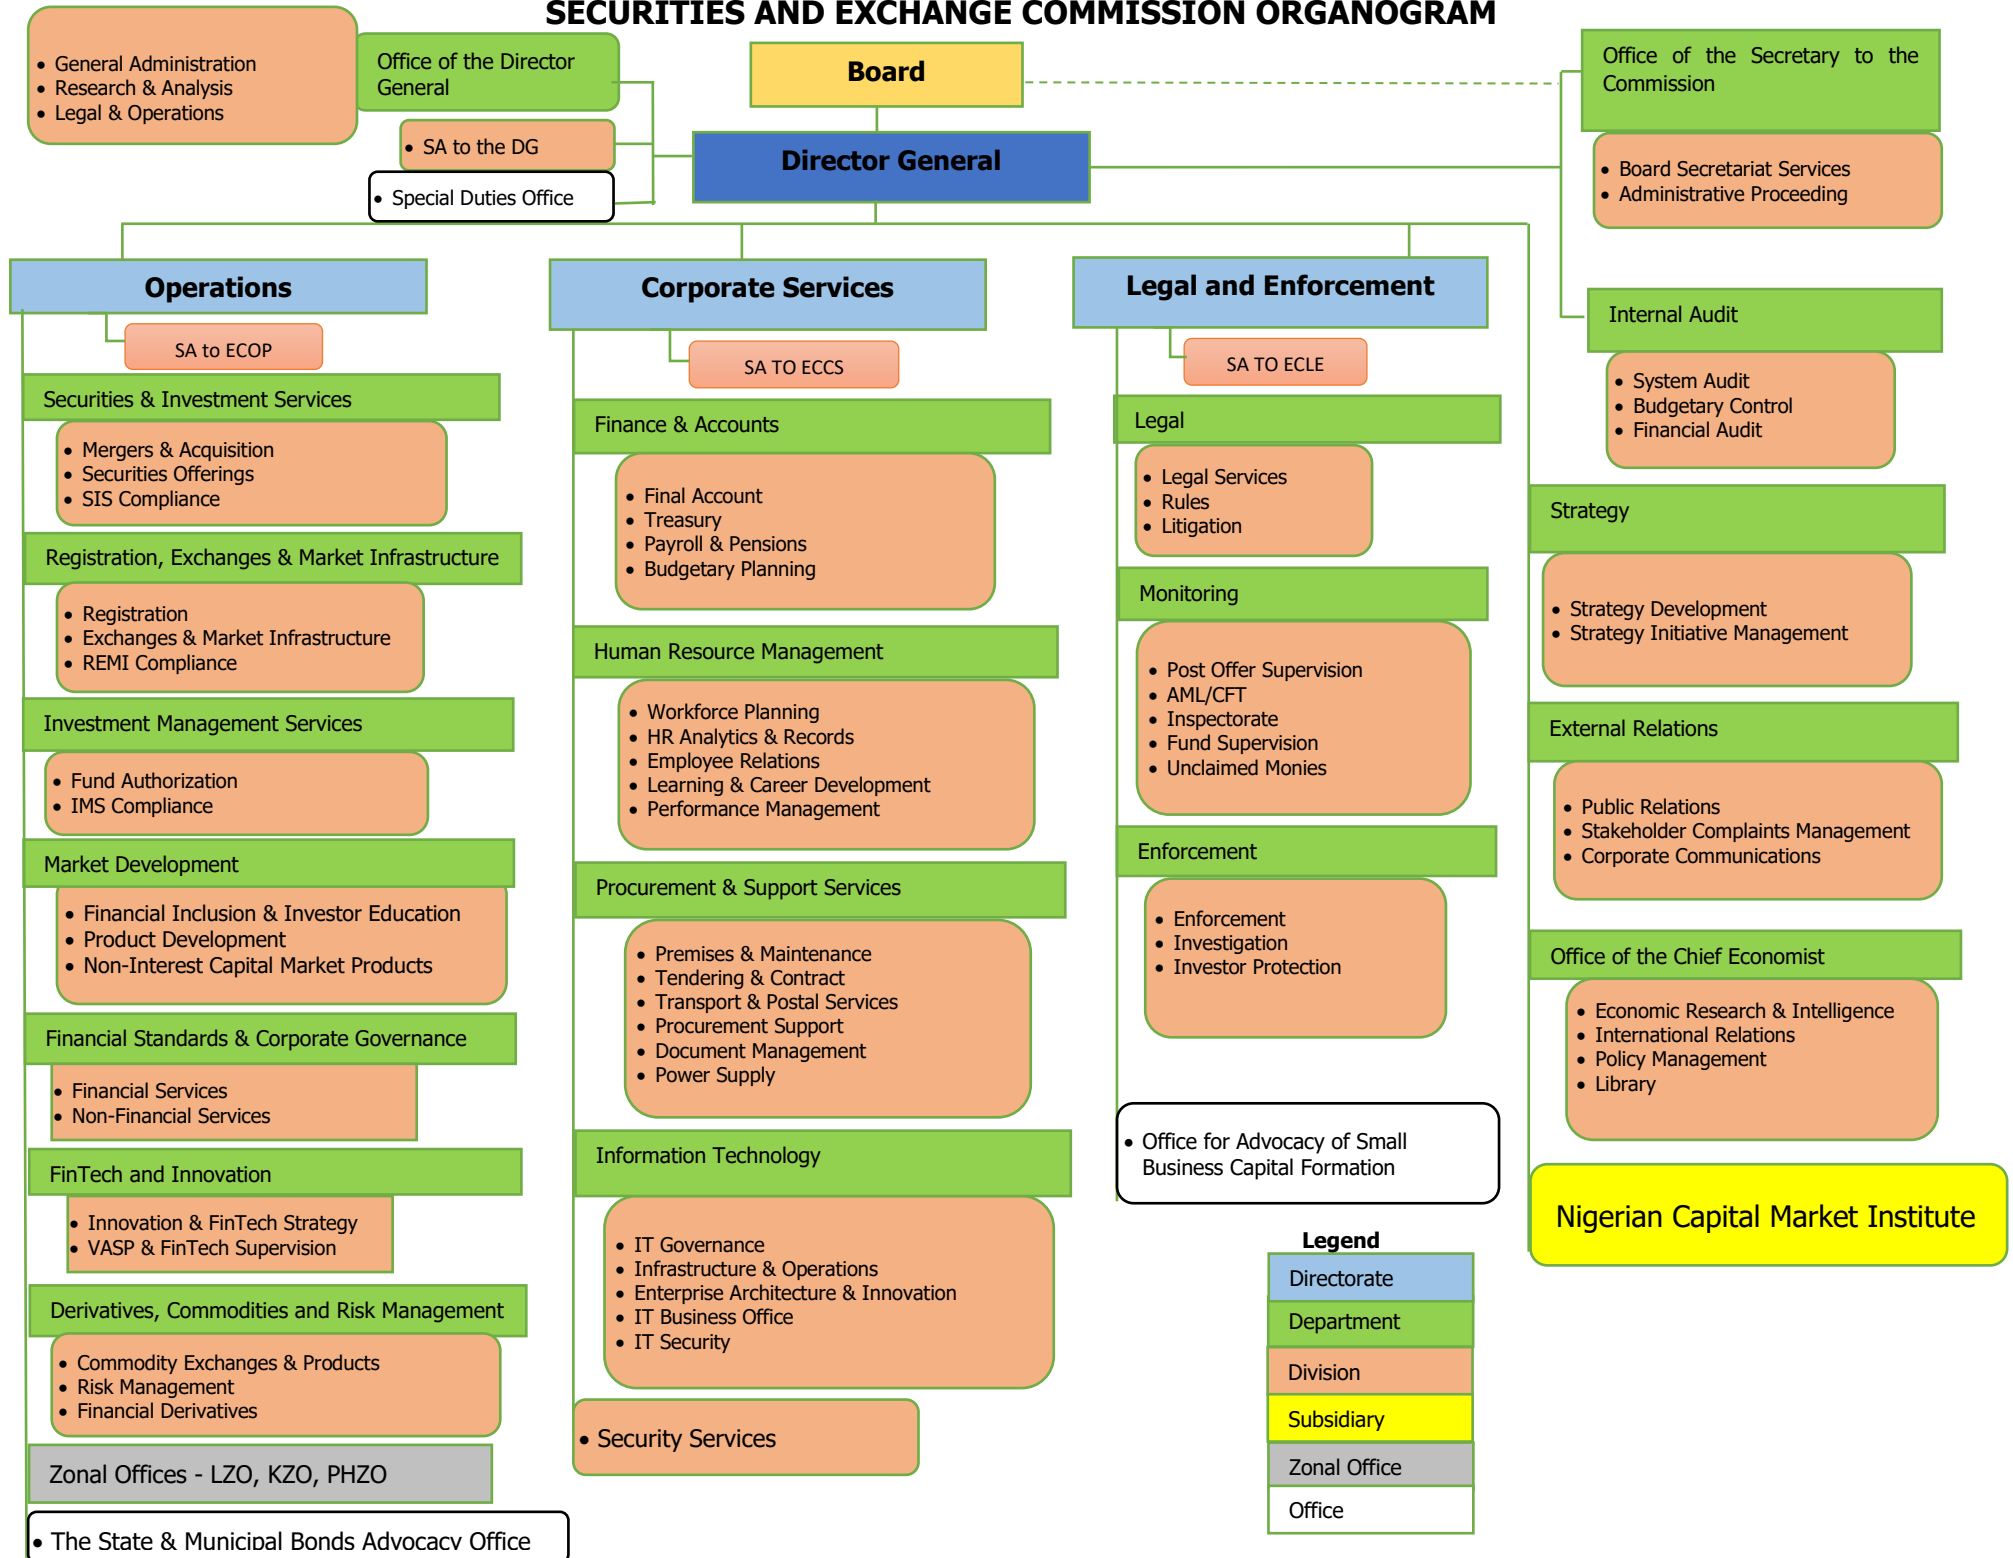 SECURITIES AND EXCHANGE COMMISSION ORGANOGRAM
• General Administration
• Research & Analysis
• Legal & Operations
Office of the Director
General
• SA to the DG
• Special Duties Office
Board
Director General
Office of the Secretary to the
Commission
• Board Secretariat Services
• Administrative Proceeding
Internal Audit
• System Audit
• Budgetary Control
• Financial Audit
Operations
SA to ECOP
Securities & Investment Services
• Mergers & Acquisition
• Securities Offerings
• SIS Compliance
Registration, Exchanges & Market Infrastructure
• Registration
• Exchanges & Market Infrastructure
• REMI Compliance
Investment Management Services
• Fund Authorization
• IMS Compliance
Market Development
• Financial Inclusion & Investor Education
• Product Development
• Non-Interest Capital Market Products
Financial Standards & Corporate Governance
• Financial Services
• Non-Financial Services
FinTech and Innovation
• Innovation & FinTech Strategy
• VASP & FinTech Supervision
Derivatives, Commodities and Risk Management
• Commodity Exchanges & Products
• Risk Management
• Financial Derivatives
Zonal Offices - LZO, KZO, PHZO
• The State & Municipal Bonds Advocacy Office
Corporate Services
SA TO ECCS
Finance & Accounts
• Final Account
• Treasury
• Payroll & Pensions
• Budgetary Planning
Human Resource Management
• Workforce Planning
• HR Analytics & Records
• Employee Relations
• Learning & Career Development
• Performance Management
Procurement & Support Services
• Premises & Maintenance
• Tendering & Contract
• Transport & Postal Services
• Procurement Support
• Document Management
• Power Supply
Information Technology
• IT Governance
• Infrastructure & Operations
• Enterprise Architecture & Innovation
• IT Business Office
• IT Security
• Security Services
Legal and Enforcement
SA TO ECLE
Legal
• Legal Services
• Rules
• Litigation
Monitoring
• Post Offer Supervision
• AML/CFT
• Inspectorate
• Fund Supervision
• Unclaimed Monies
Enforcement
• Enforcement
• Investigation
• Investor Protection
• Office for Advocacy of Small
Business Capital Formation
Strategy
• Strategy Development
• Strategy Initiative Management
External Relations
• Public Relations
• Stakeholder Complaints Management
• Corporate Communications
Office of the Chief Economist
• Economic Research & Intelligence
• International Relations
• Policy Management
• Library
Nigerian Capital Market Institute
Legend
Directorate
Department
Division
Subsidiary
Zonal Office
Office